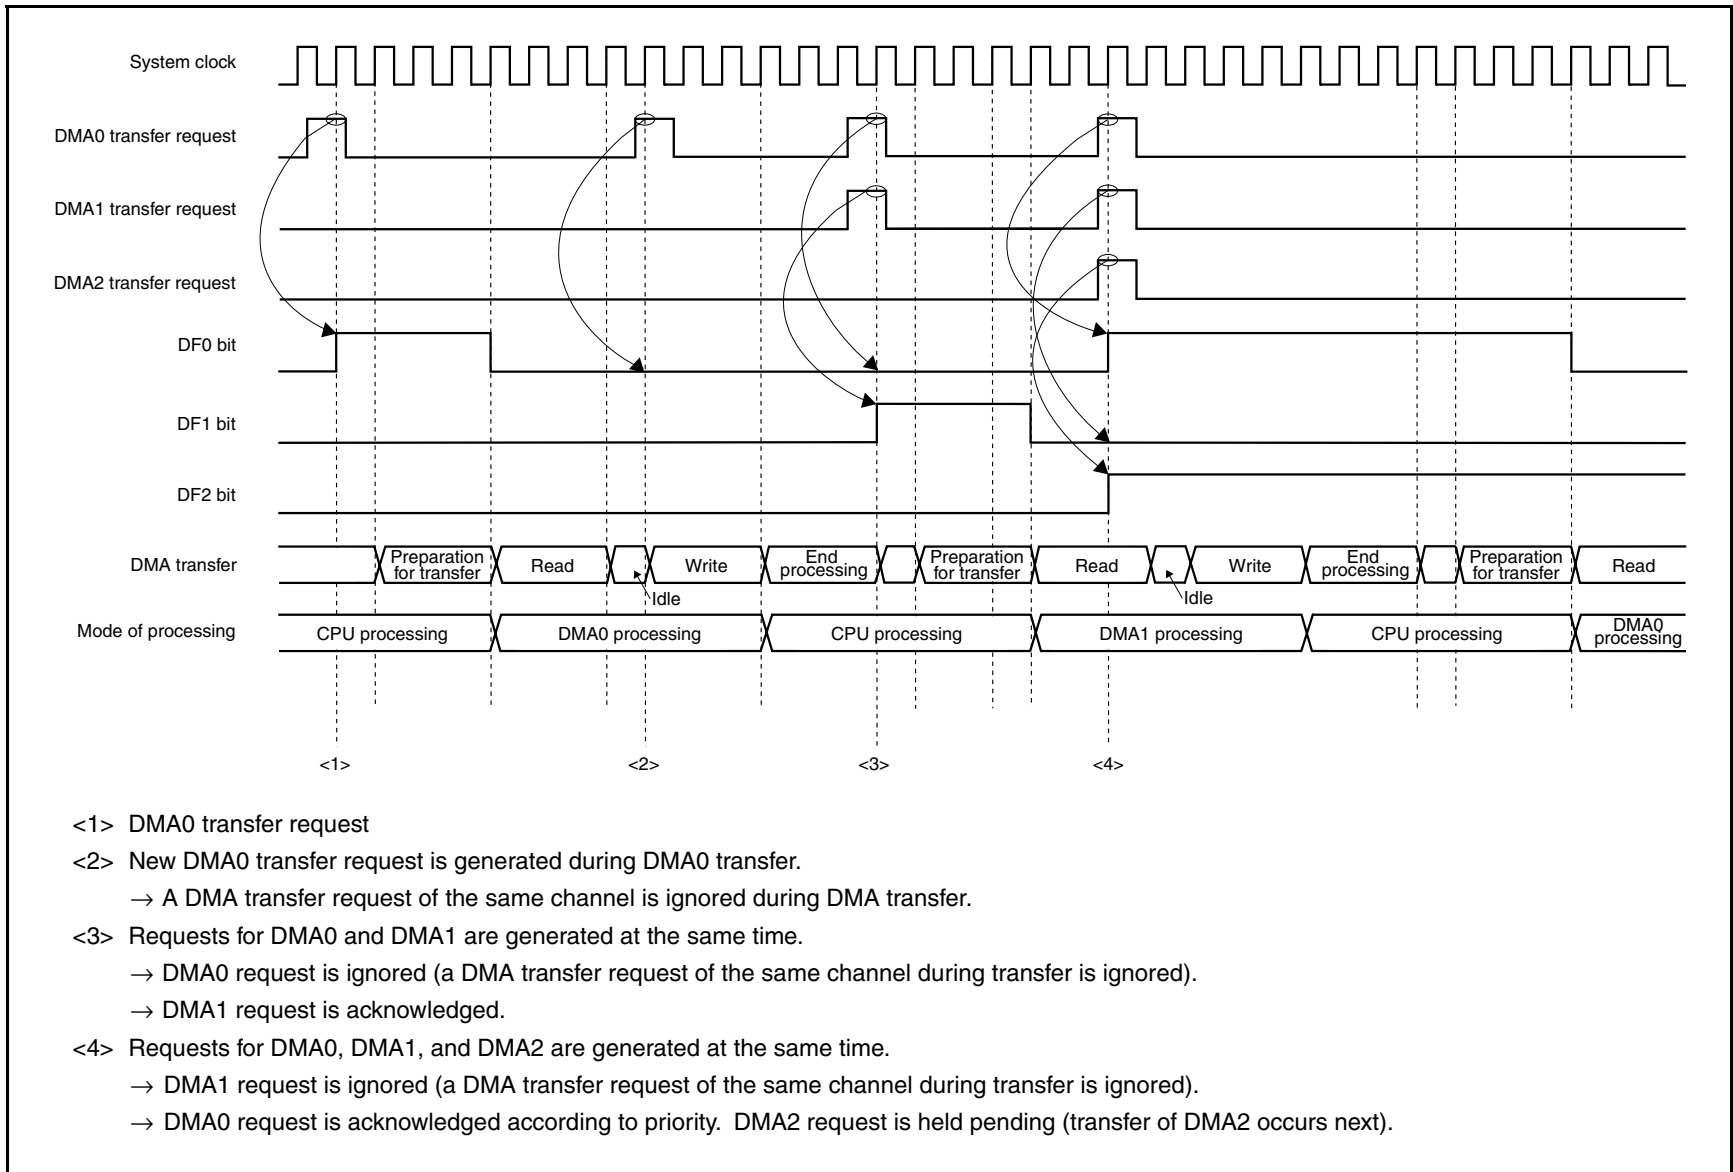 System clock
DMA0 transfer request
DMA1 transfer request
DMA2 transfer request
DF0 bit
DF1 bit
DF2 bit
DMA transfer
Preparation
for transfer
Read
Idle
Write
End
processing
Preparation
for transfer
Read
Idle
Write
End
processing
Preparation
for transfer
Read
Mode of processing
CPU processing
DMA0 processing
CPU processing
DMA1 processing
CPU processing
DMA0
processing
<1>
<2>
<3>
<4>
<1> DMA0 transfer request
<2> New DMA0 transfer request is generated during DMA0 transfer.
→ A DMA transfer request of the same channel is ignored during DMA transfer.
<3> Requests for DMA0 and DMA1 are generated at the same time.
→ DMA0 request is ignored (a DMA transfer request of the same channel during transfer is ignored).
→ DMA1 request is acknowledged.
<4> Requests for DMA0, DMA1, and DMA2 are generated at the same time.
→ DMA1 request is ignored (a DMA transfer request of the same channel during transfer is ignored).
→ DMA0 request is acknowledged according to priority. DMA2 request is held pending (transfer of DMA2 occurs next).